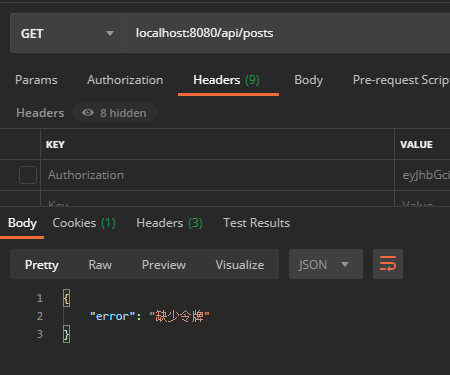 GET localhost:8080/api/posts
Params Authorization Headers (9) Body Pre-request Scrip
Headers 8 hidden
KEY VALUE
Authorization eyJhbGci
Key Value
Body Cookies (1) Headers (3) Test Results
Pretty Raw Preview Visualize JSON
1 {
2 "error": "缺少令牌"
3 }